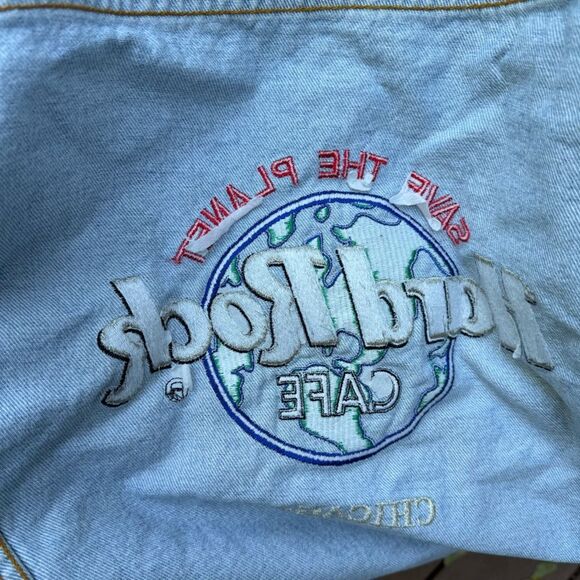 SAVE THE PLANET
Hard Rock
CAFE ®
CHICAGO